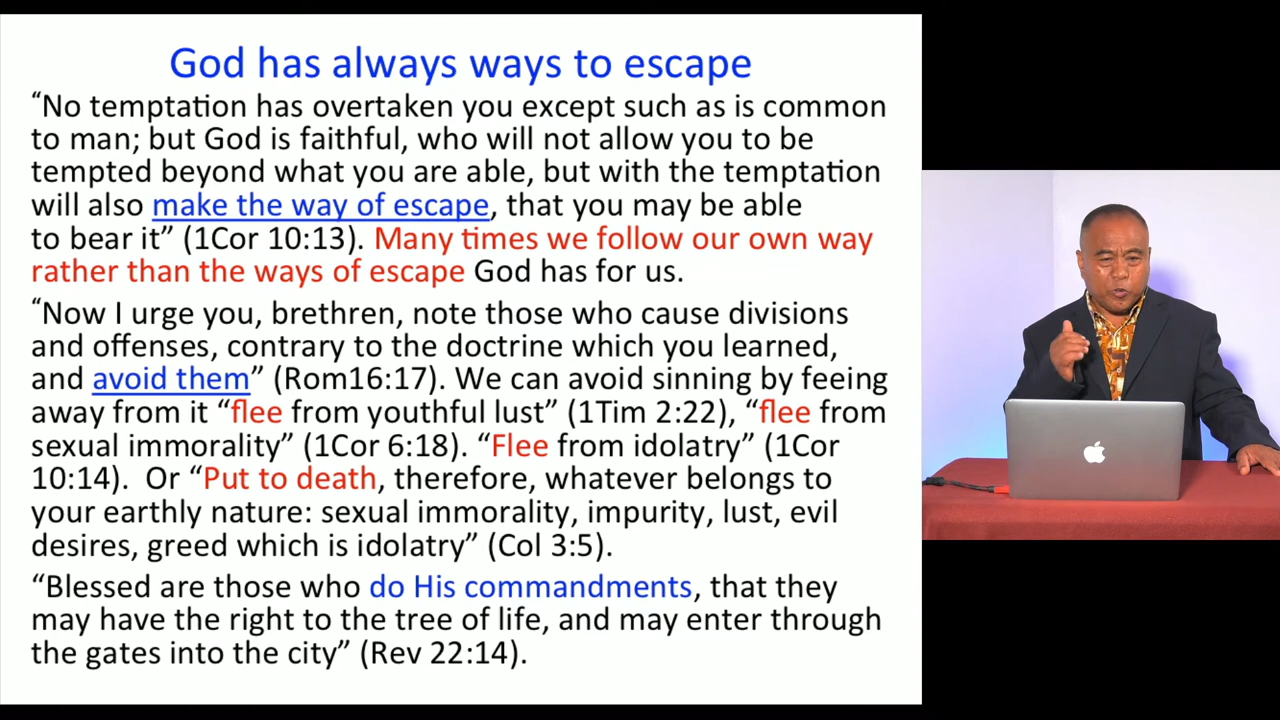 God has always ways to escape
“No temptation has overtaken you except such as is common
to man; but God is faithful, who will not allow you to be
tempted beyond what you are able, but with the temptation
will also make the way of escape, that you may be able
to bear it” (1Cor 10:13). Many times we follow our own way
rather than the ways of escape God has for us.
“Now I urge you, brethren, note those who cause divisions
and offenses, contrary to the doctrine which you learned,
and avoid them” (Rom16:17). We can avoid sinning by feeing
away from it “flee from youthful lust” (1Tim 2:22), “flee from
sexual immorality” (1Cor 6:18). “Flee from idolatry” (1Cor
10:14). Or “Put to death, therefore, whatever belongs to
your earthly nature: sexual immorality, impurity, lust, evil
desires, greed which is idolatry” (Col 3:5).
“Blessed are those who do His commandments, that they
may have the right to the tree of life, and may enter through
the gates into the city” (Rev 22:14).